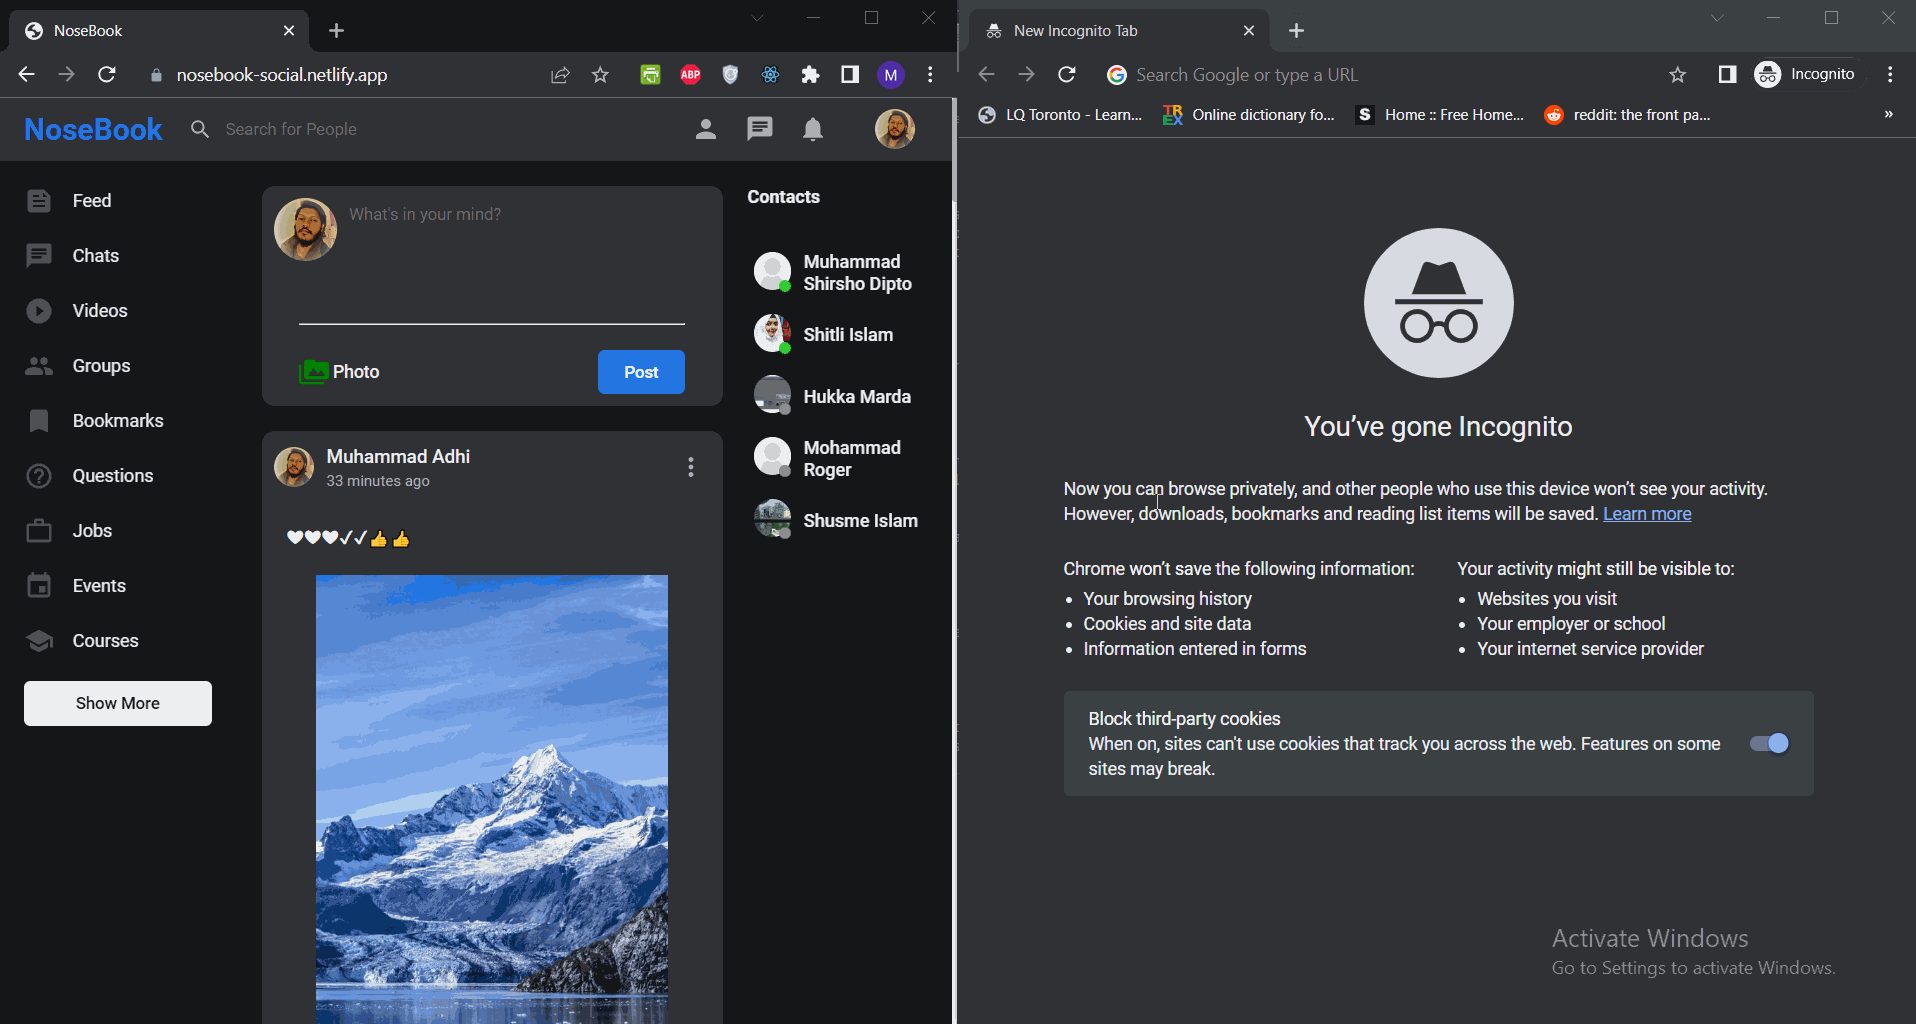 NoseBook
nosebook-social.netlify.app
ABP
M
NoseBook
Search for People
Feed
Chats
Videos
Groups
Bookmarks
Questions
Jobs
Events
Courses
Show More
What's in your mind?
Photo
Post
Muhammad Adhi
33 minutes ago
🤍🤍🤍✓✓👍👍
Contacts
Muhammad
Shirsho Dipto
Shitli Islam
Hukka Marda
Mohammad
Roger
Shusme Islam
New Incognito Tab
Search Google or type a URL
Incognito
LQ Toronto - Learn...
T-REX
Online dictionary fo...
S
Home :: Free Home...
reddit: the front pa...
»
You’ve gone Incognito
Now you can browse privately, and other people who use this device won’t see your activity.
However, downloads, bookmarks and reading list items will be saved. Learn more
Chrome won’t save the following information:
• Your browsing history
• Cookies and site data
• Information entered in forms
Your activity might still be visible to:
• Websites you visit
• Your employer or school
• Your internet service provider
Block third-party cookies
When on, sites can't use cookies that track you across the web. Features on some
sites may break.
Activate Windows
Go to Settings to activate Windows.